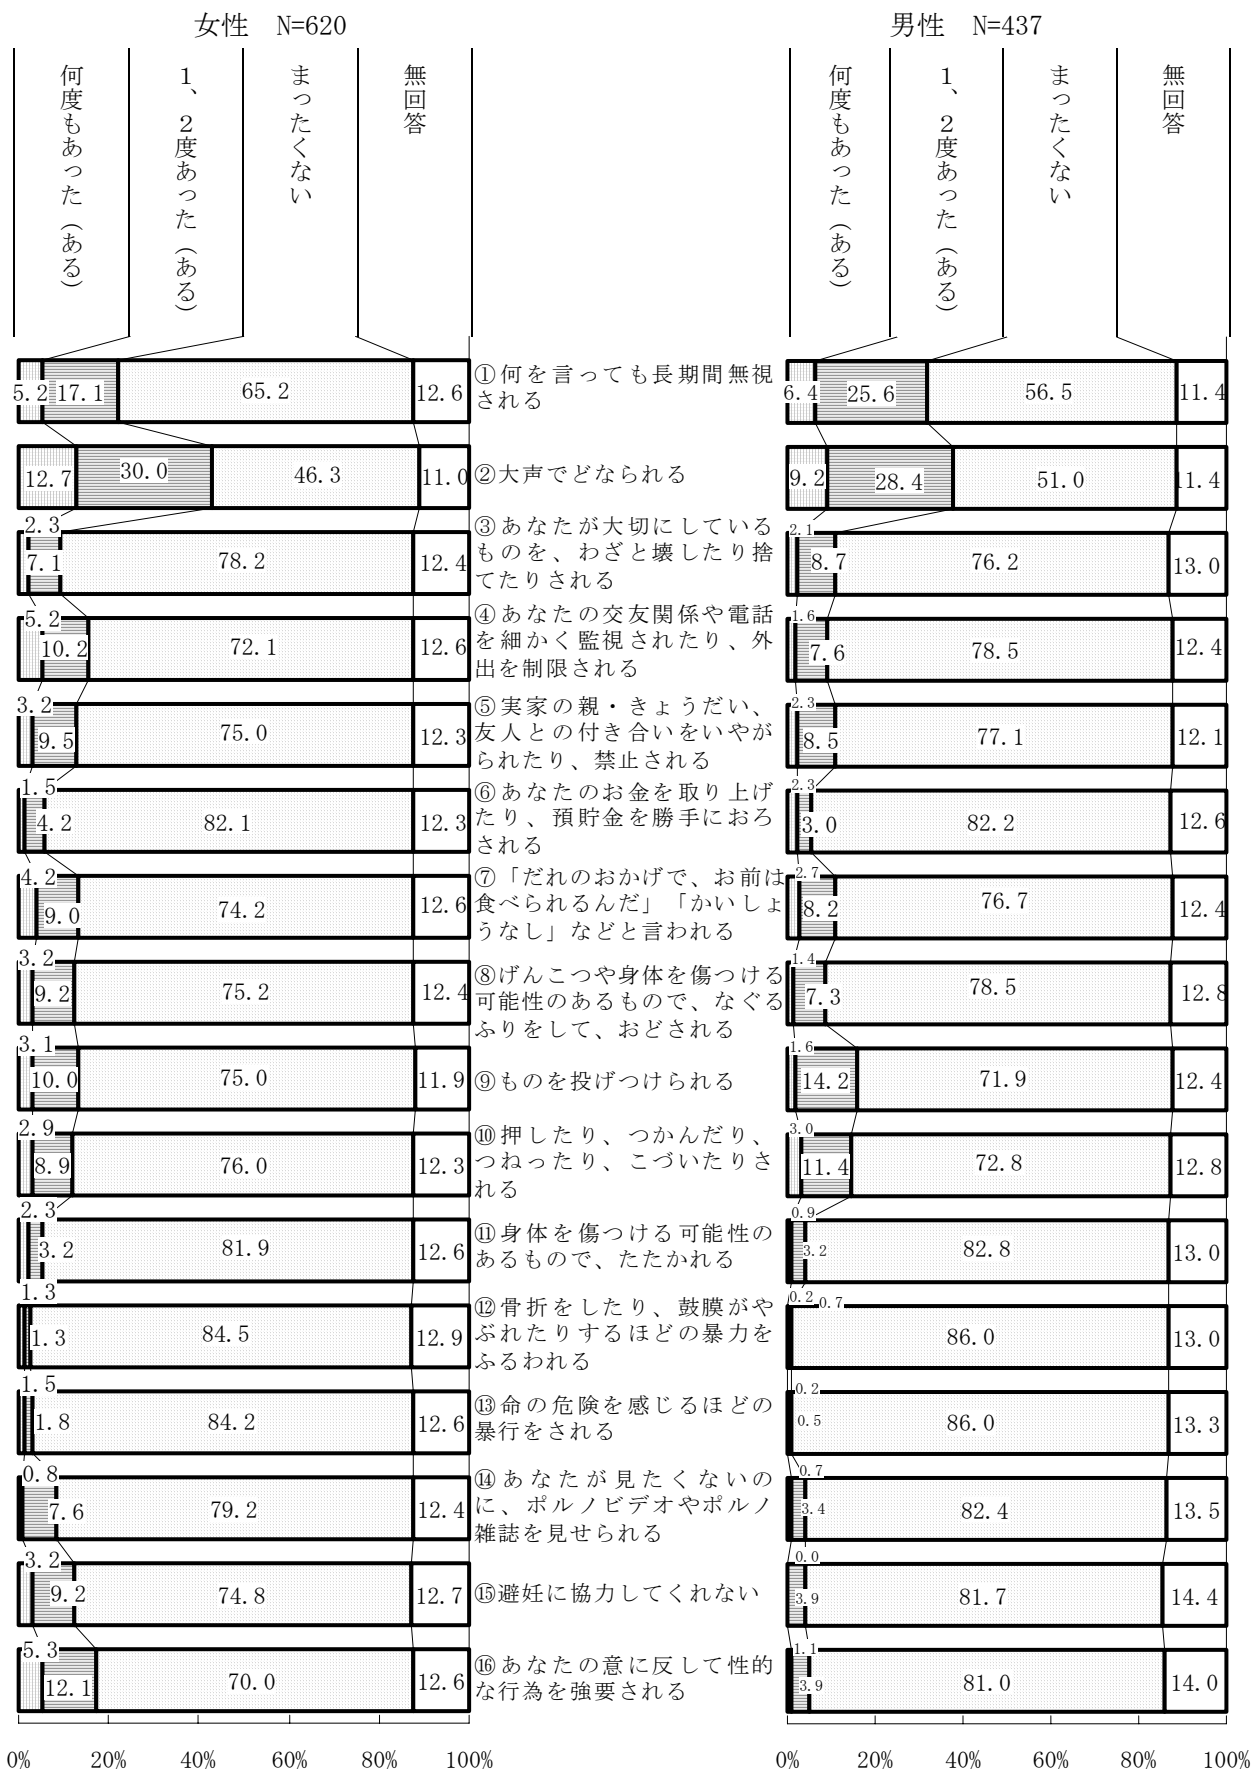 女性　N=620
男性　N=437
何度もあった（ある）
１、２度あった（ある）
まったくない
無回答
何度もあった（ある）
１、２度あった（ある）
まったくない
無回答
5.2 17.1 65.2 12.6
①何を言っても長期間無視
される
6.4 25.6 56.5 11.4
12.7 30.0 46.3 11.0
②大声でどなられる
9.2 28.4 51.0 11.4
2.3 7.1 78.2 12.4
③あなたが大切にしている
ものを、わざと壊したり捨
てたりされる
2.1 8.7 76.2 13.0
5.2 10.2 72.1 12.6
④あなたの交友関係や電話
を細かく監視されたり、外
出を制限される
1.6 7.6 78.5 12.4
3.2 9.5 75.0 12.3
⑤実家の親・きょうだい、
友人との付き合いをいやが
られたり、禁止される
2.3 8.5 77.1 12.1
1.5 4.2 82.1 12.3
⑥あなたのお金を取り上げ
たり、預貯金を勝手におろ
される
2.3 3.0 82.2 12.6
4.2 9.0 74.2 12.6
⑦「だれのおかげで、お前は
食べられるんだ」「かいしょ
うなし」などと言われる
2.7 8.2 76.7 12.4
3.2 9.2 75.2 12.4
⑧げんこつや身体を傷つける
可能性のあるもので、なぐる
ふりをして、おどされる
1.4 7.3 78.5 12.8
3.1 10.0 75.0 11.9
⑨ものを投げつけられる
1.6 14.2 71.9 12.4
2.9 8.9 76.0 12.3
⑩押したり、つかんだり、
つねったり、こづいたりさ
れる
3.0 11.4 72.8 12.8
2.3 3.2 81.9 12.6
⑪身体を傷つける可能性の
あるもので、たたかれる
0.9 3.2 82.8 13.0
1.3 1.3 84.5 12.9
⑫骨折をしたり、鼓膜がや
ぶれたりするほどの暴力を
ふるわれる
0.2 0.7 86.0 13.0
1.5 1.8 84.2 12.6
⑬命の危険を感じるほどの
暴行をされる
0.2 0.5 86.0 13.3
0.8 7.6 79.2 12.4
⑭あなたが見たくないの
に、ポルノビデオやポルノ
雑誌を見せられる
0.7 3.4 82.4 13.5
3.2 9.2 74.8 12.7
⑮避妊に協力してくれない
0.0 3.9 81.7 14.4
5.3 12.1 70.0 12.6
⑯あなたの意に反して性的
な行為を強要される
1.1 3.9 81.0 14.0
0% 20% 40% 60% 80% 100%
0% 20% 40% 60% 80% 100%